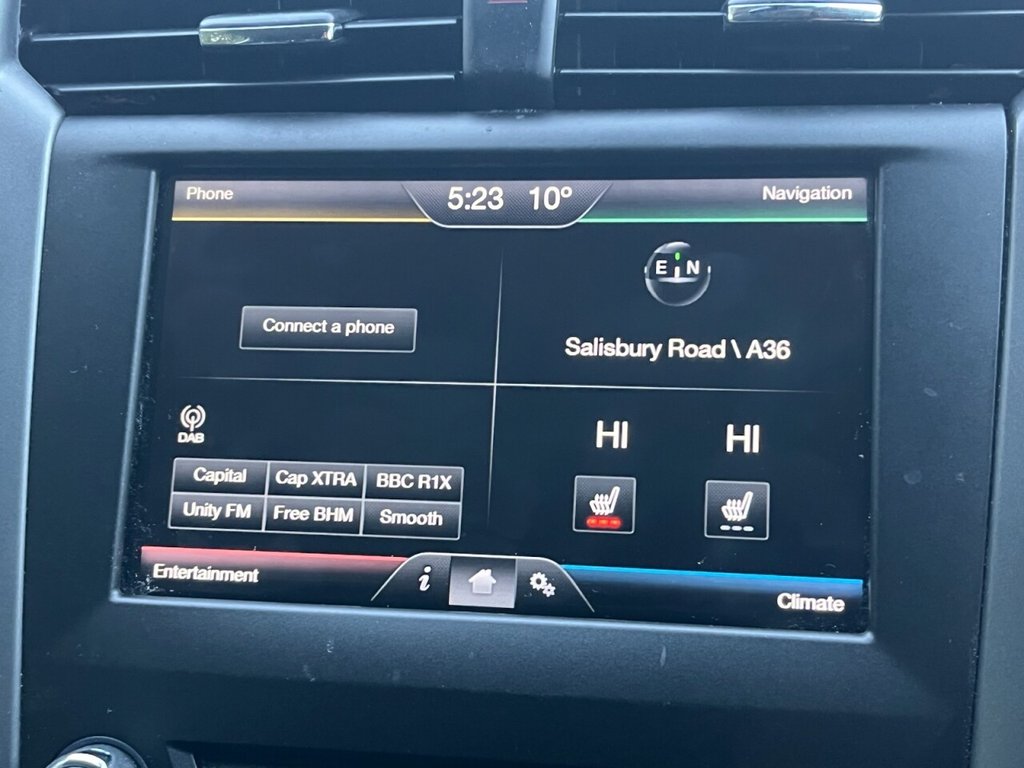 Phone
5:23 10°
Navigation
E N
Connect a phone
Salisbury Road \ A36
DAB
HI HI
Capital Cap XTRA BBC R1X
Unity FM Free BHM Smooth
Entertainment
i
Climate